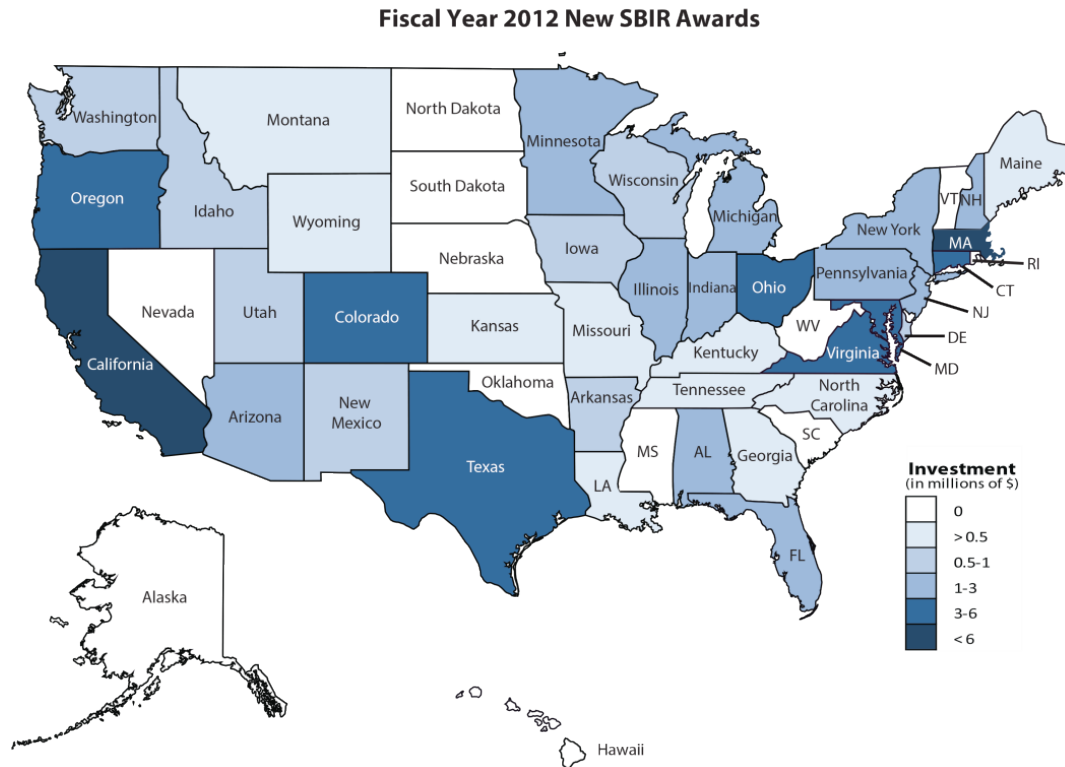 Fiscal Year 2012 New SBIR Awards
North Dakota
Washington
Montana
Minnesota
Maine
South Dakota
Wisconsin
VT
NH
Oregon
Idaho
Wyoming
Michigan
New York
MA
Iowa
Nebraska
RI
Pennsylvania
CT
Illinois
Indiana
Ohio
Nevada
Utah
Colorado
NJ
Kansas
Missouri
WV
DE
Kentucky
Virginia
California
MD
Oklahoma
Tennessee
North
Carolina
Arkansas
New
Mexico
Arizona
SC
MS
AL
Georgia
Texas
LA
FL
Investment
(in millions of $)
0
> 0.5
0.5-1
1-3
3-6
< 6
Alaska
Hawaii